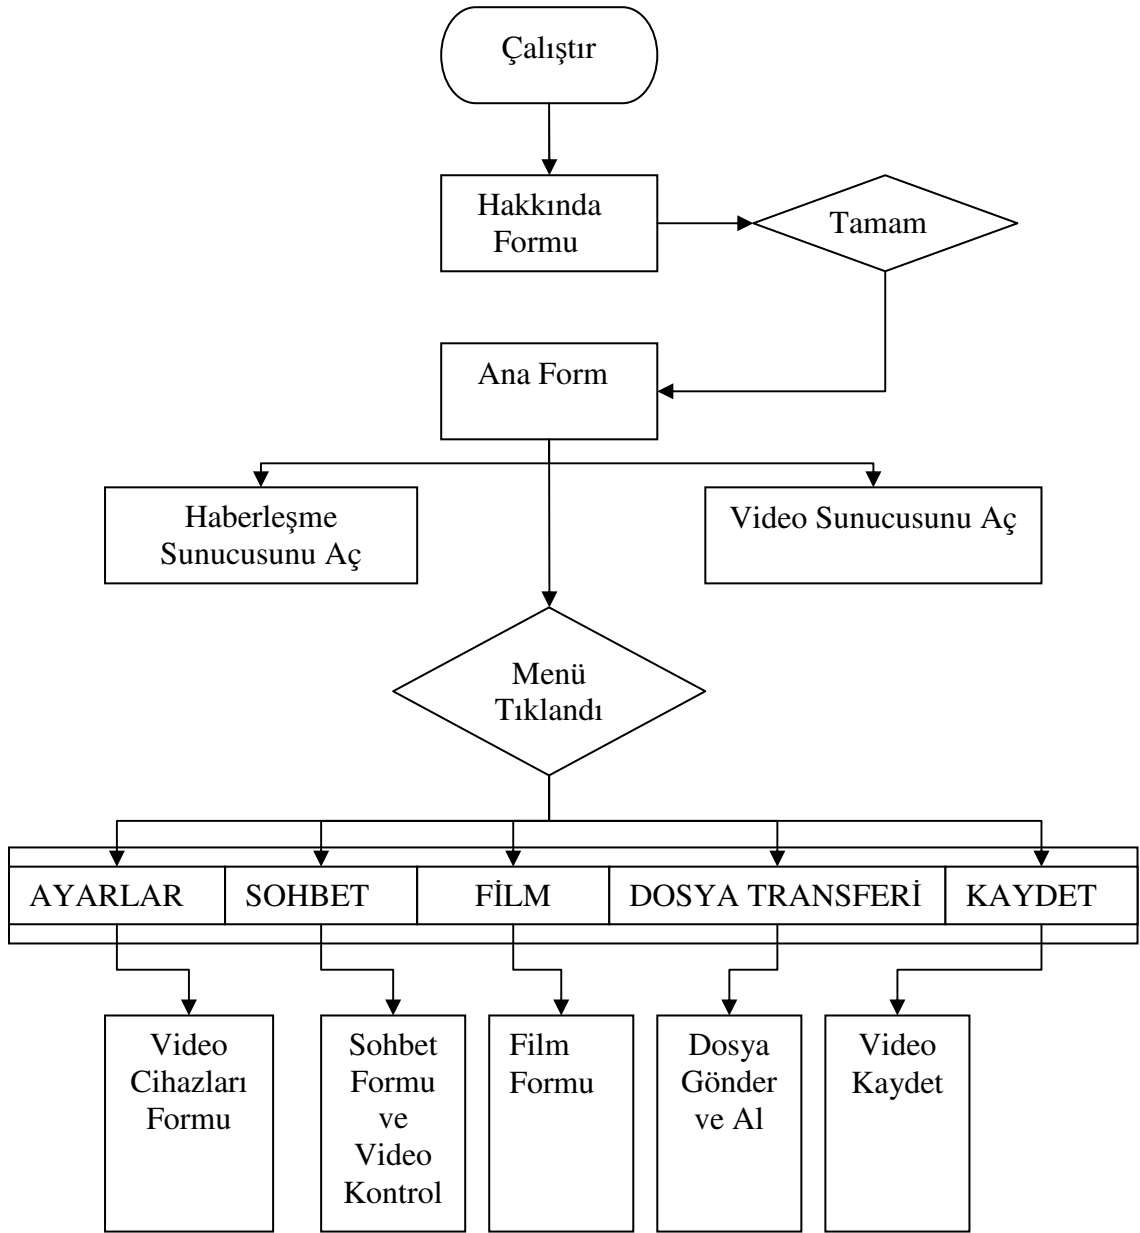 Çalıştır
Hakkında
Formu
Tamam
Ana Form
Haberleşme
Sunucusunu Aç
Video Sunucusunu Aç
Menü
Tıklandı
AYARLAR
SOHBET
FİLM
DOSYA TRANSFERİ
KAYDET
Video
Cihazları
Formu
Sohbet
Formu
ve
Video
Kontrol
Film
Formu
Dosya
Gönder
ve Al
Video
Kaydet